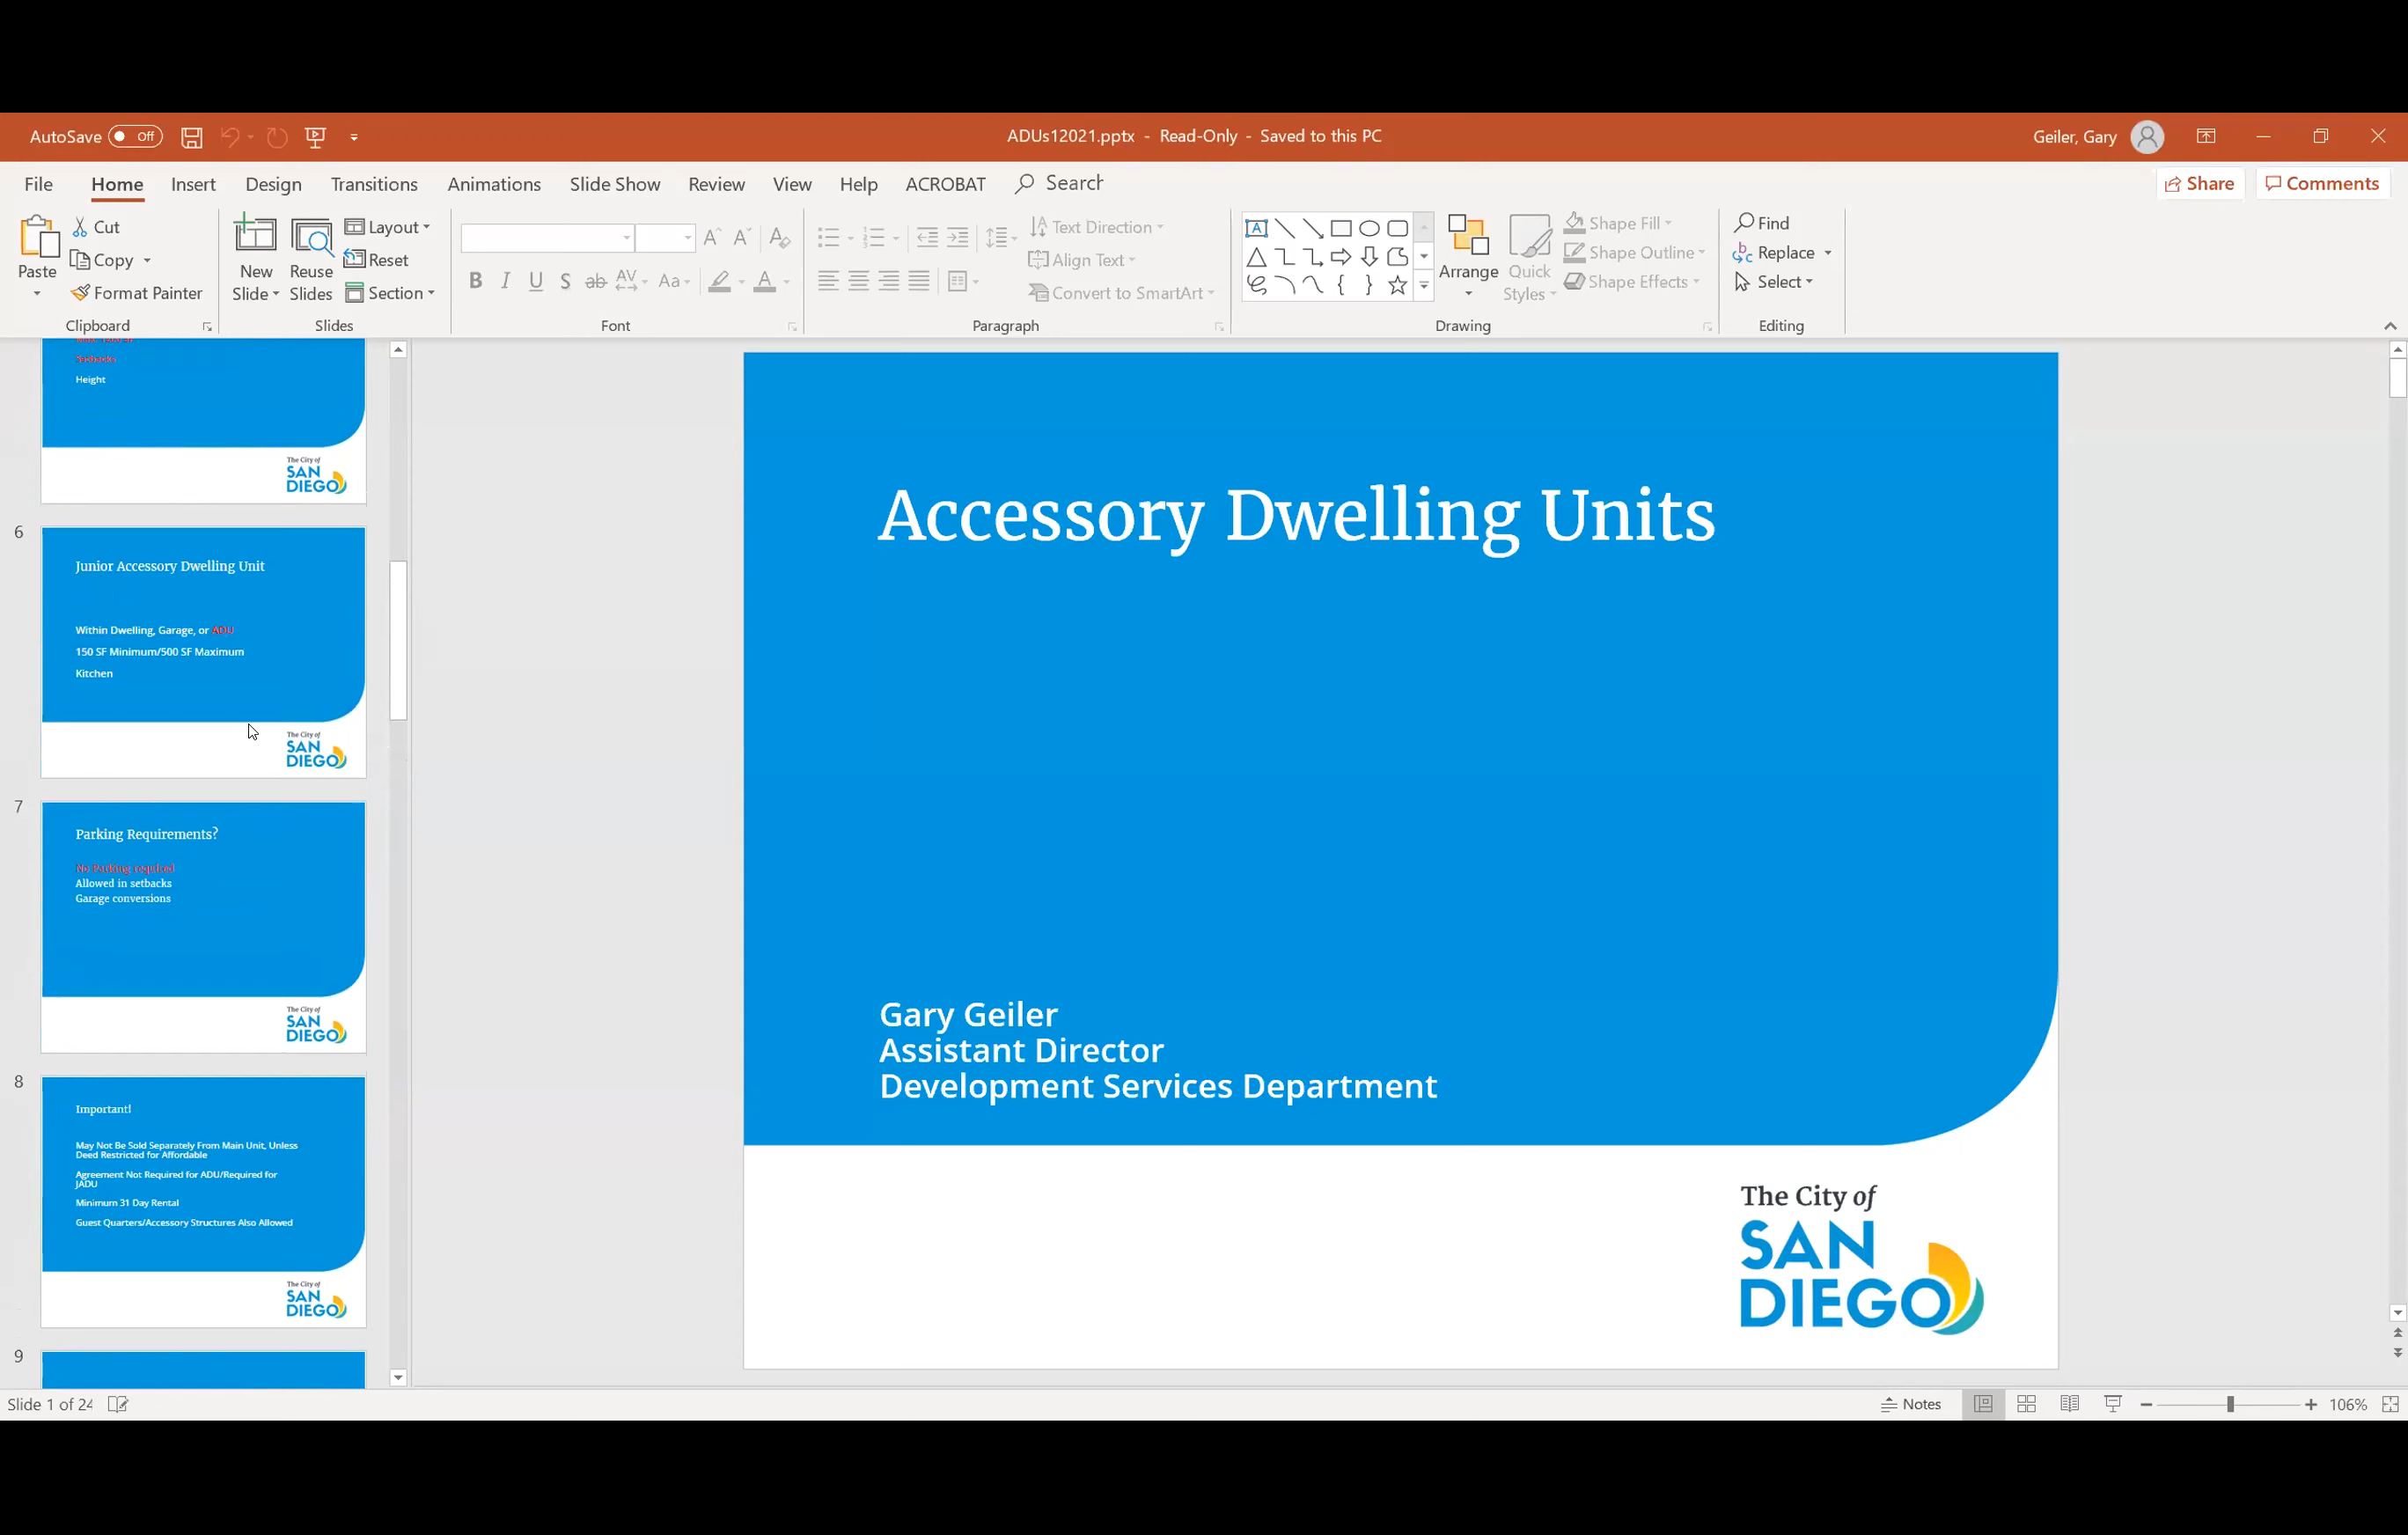 AutoSave Off
ADUs12021.pptx - Read-Only - Saved to this PC
Geiler, Gary
File Home Insert Design Transitions Animations Slide Show Review View Help ACROBAT Search
Share Comments
Paste
Cut
Copy
Format Painter
Clipboard
New Slide
Reuse Slides
Layout
Reset
Section
Slides
Font
Text Direction
Align Text
Convert to SmartArt
Paragraph
Arrange
Quick Styles
Shape Fill
Shape Outline
Shape Effects
Drawing
Find
Replace
Select
Editing
Setbacks
Height
The City of
SAN
DIEGO
6
Junior Accessory Dwelling Unit
Within Dwelling, Garage, or ADU
150 SF Minimum/500 SF Maximum
Kitchen
The City of
SAN
DIEGO
7
Parking Requirements?
No Parking required
Allowed in setbacks
Garage conversions
The City of
SAN
DIEGO
8
Important!
May Not Be Sold Separately From Main Unit, Unless
Deed Restricted for Affordable
Agreement Not Required for ADU/Required for
JADU
Minimum 31 Day Rental
Guest Quarters/Accessory Structures Also Allowed
The City of
SAN
DIEGO
9
Accessory Dwelling Units
Gary Geiler
Assistant Director
Development Services Department
The City of
SAN
DIEGO
Slide 1 of 24
Notes
106%